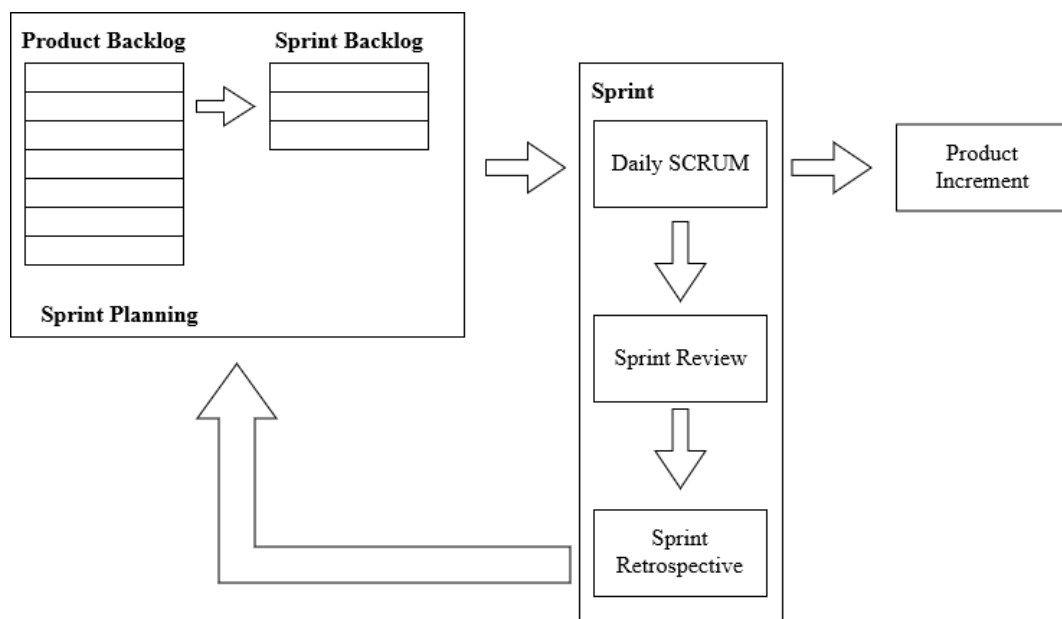 Product Backlog
Sprint Backlog
Sprint Planning
Sprint
Daily SCRUM
Sprint Review
Sprint
Retrospective
Product
Increment